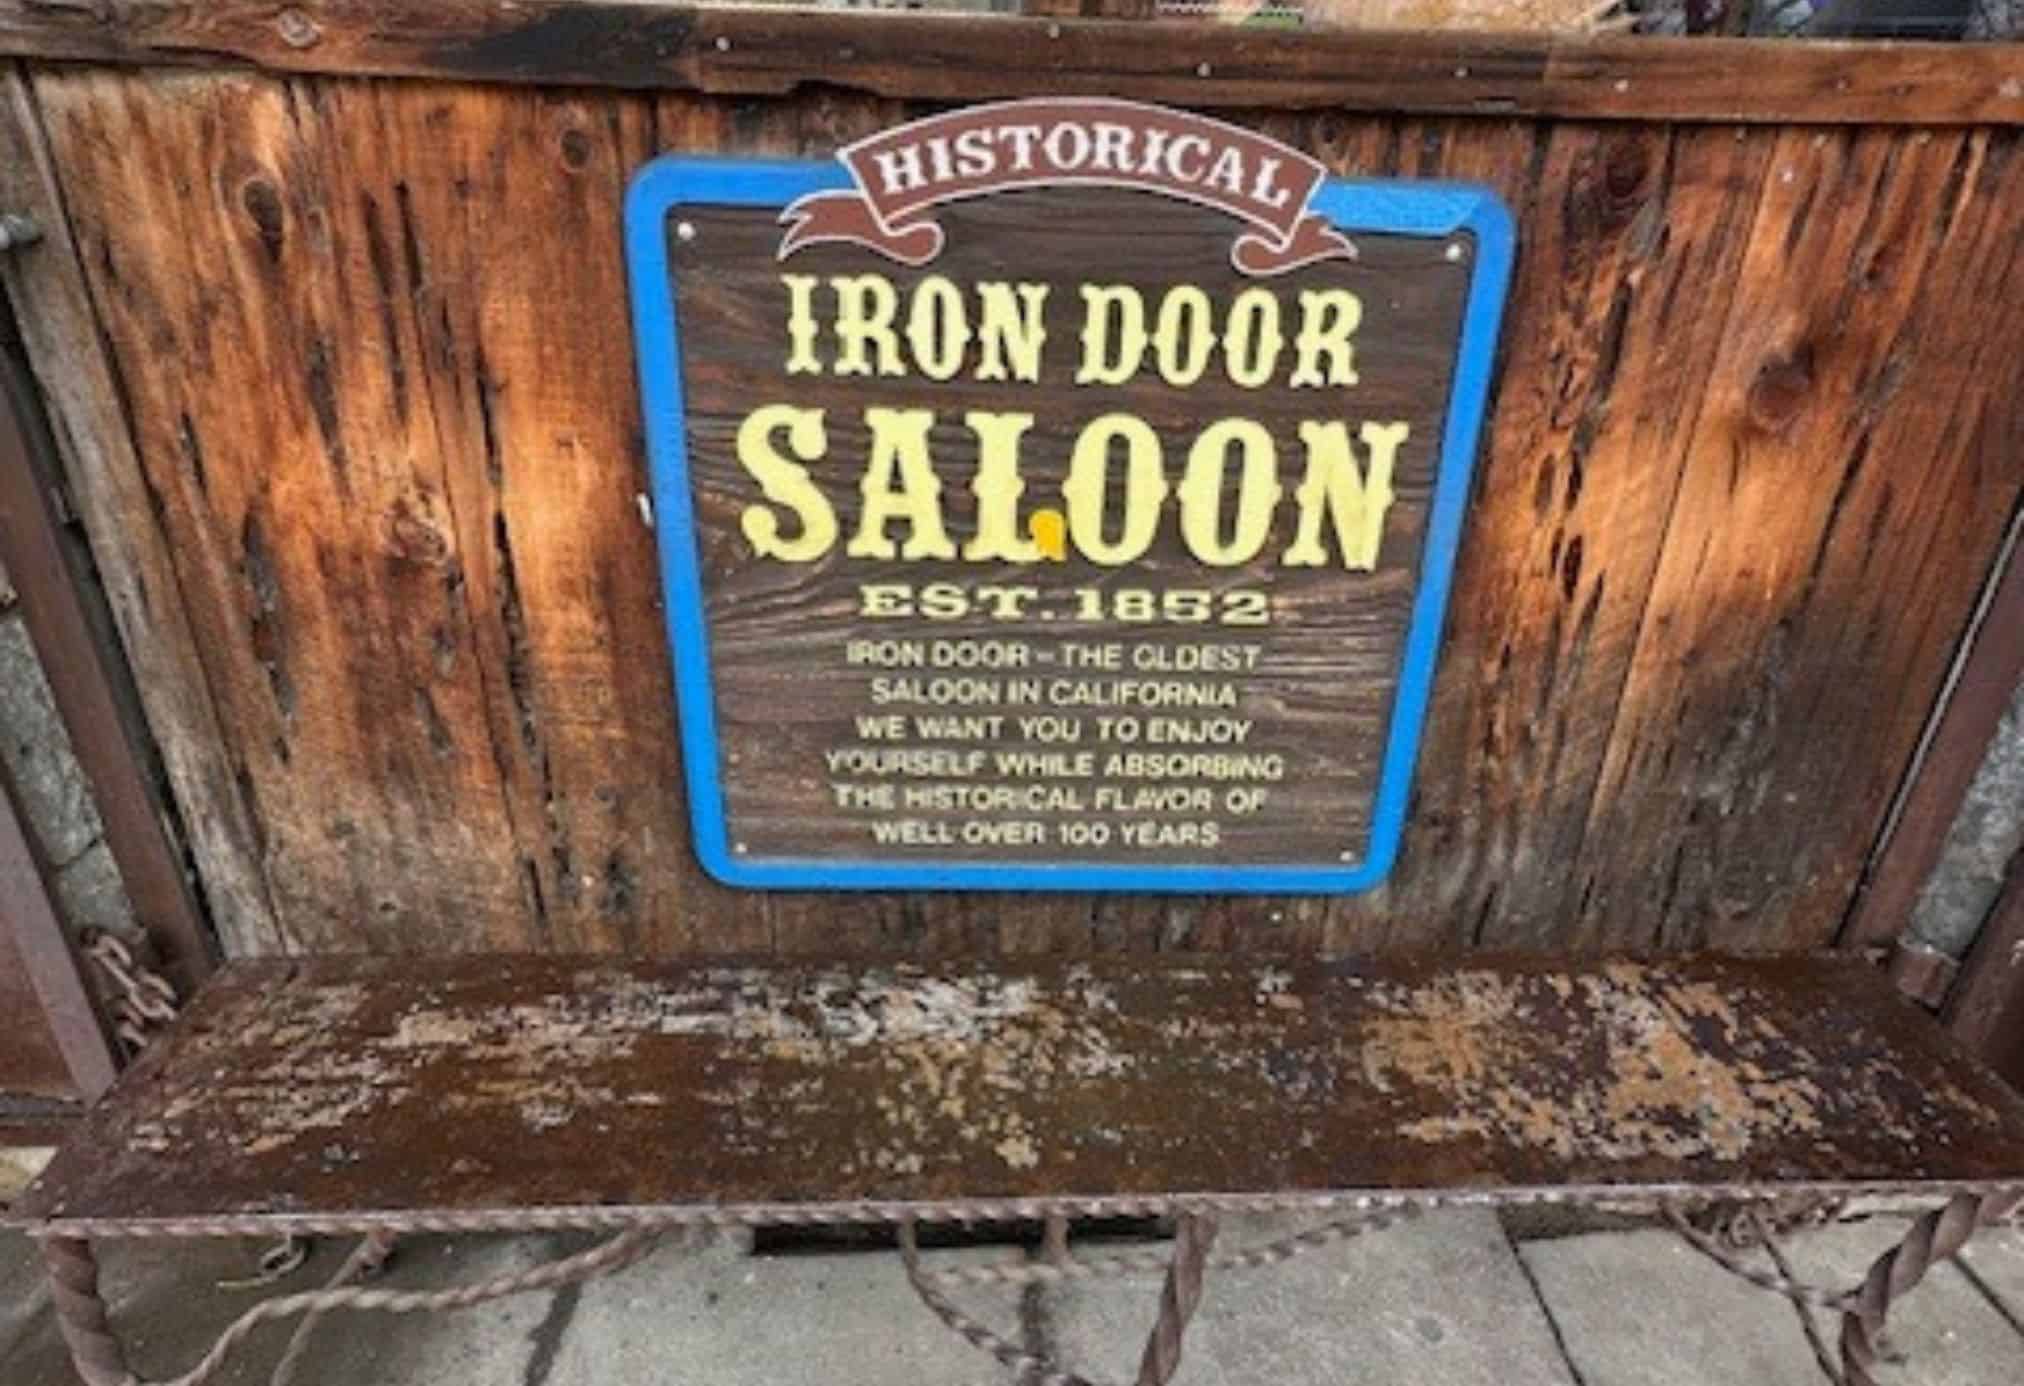 HISTORICAL
IRON DOOR
SALOON
EST. 1852
IRON DOOR - THE OLDEST
SALOON IN CALIFORNIA
WE WANT YOU TO ENJOY
YOURSELF WHILE ABSORBING
THE HISTORICAL FLAVOR OF
WELL OVER 100 YEARS